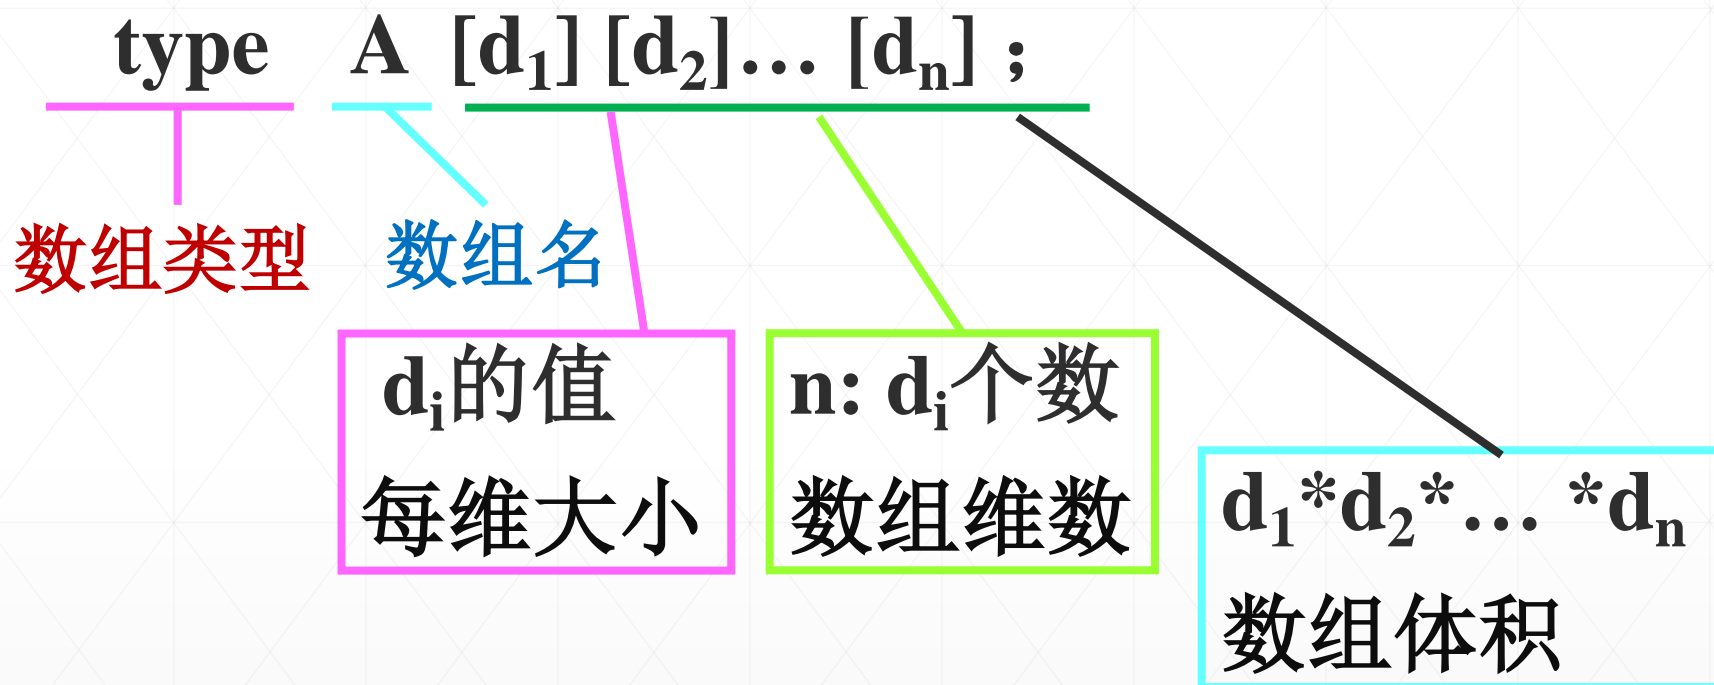 type A [d₁] [d₂]… [dₙ] ；
数组类型 数组名
dᵢ的值
每维大小
n: dᵢ个数
数组维数
d₁*d₂*… *dₙ
数组体积